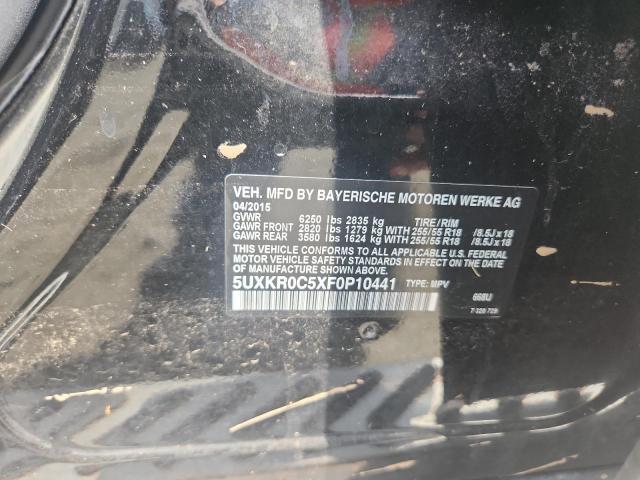 VEH. MFD BY BAYERISCHE MOTOREN WERKE AG
04/2015
GVWR 6250 lbs 2835 kg TIRE/RIM
GAWR FRONT 2820 lbs 1279 kg WITH 255/55 R18 /8.5J x 18
GAWR REAR 3580 lbs 1624 kg WITH 255/55 R18 /8.5J x 18
THIS VEHICLE CONFORMS TO ALL APPLICABLE U.S. FEDERAL
MOTOR VEHICLE SAFETY STANDARDS IN EFFECT ON THE DATE OF
MANUFACTURE SHOWN ABOVE.
5UXKR0C5XF0P10441 TYPE: MPV 668U